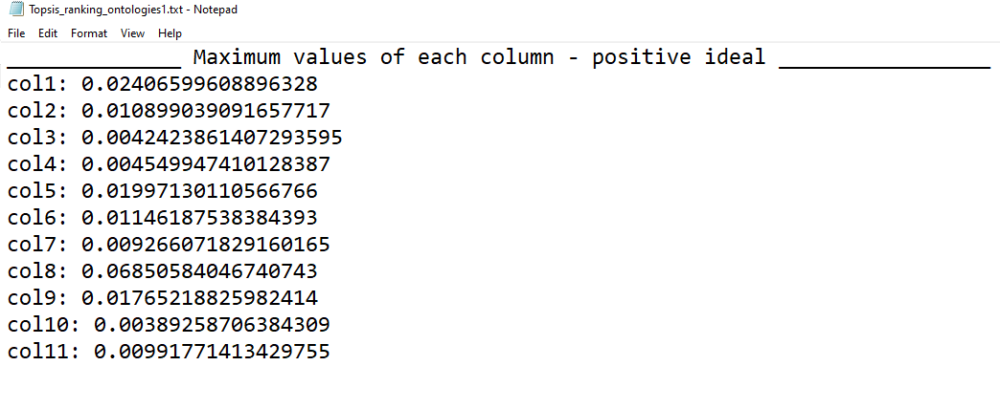 Topsis_ranking_ontologies1.txt - Notepad
File Edit Format View Help
______________ Maximum values of each column - positive ideal _________________
col1: 0.02406599608896328
col2: 0.010899039091657717
col3: 0.0042423861407293595
col4: 0.004549947410128387
col5: 0.01997130110566766
col6: 0.01146187538384393
col7: 0.009266071829160165
col8: 0.06850584046740743
col9: 0.01765218825982414
col10: 0.00389258706384309
col11: 0.00991771413429755